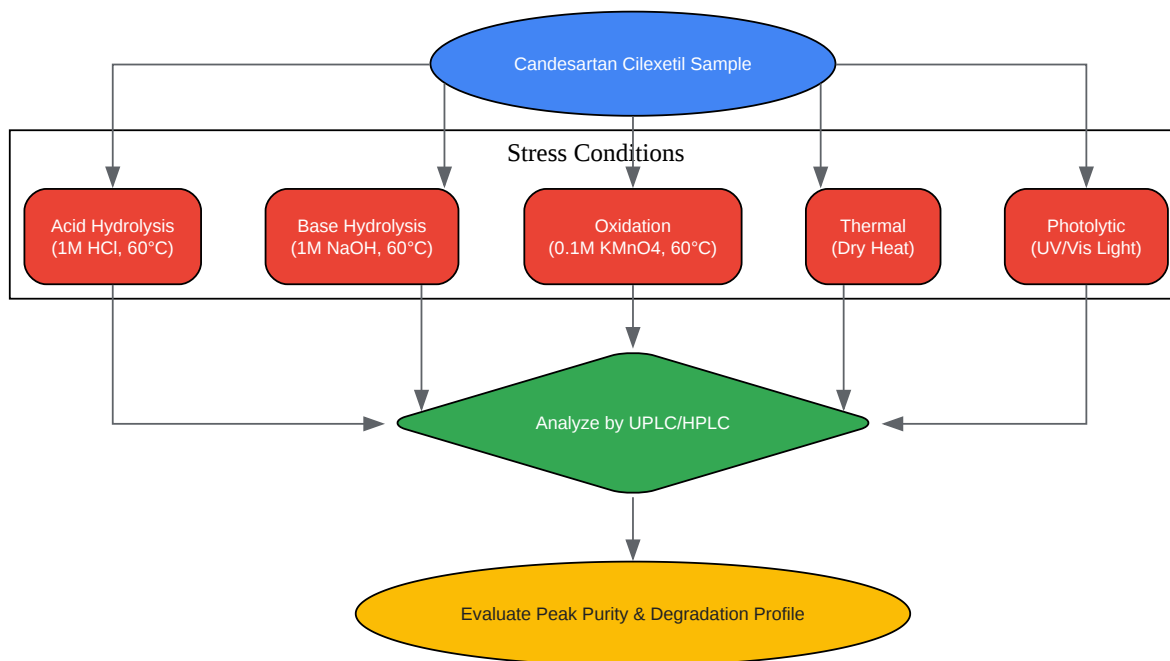 Candesartan Cilexetil Sample
Stress Conditions
Acid Hydrolysis
(1M HCl, 60°C)
Base Hydrolysis
(1M NaOH, 60°C)
Oxidation
(0.1M KMnO4, 60°C)
Thermal
(Dry Heat)
Photolytic
(UV/Vis Light)
Analyze by UPLC/HPLC
Evaluate Peak Purity & Degradation Profile